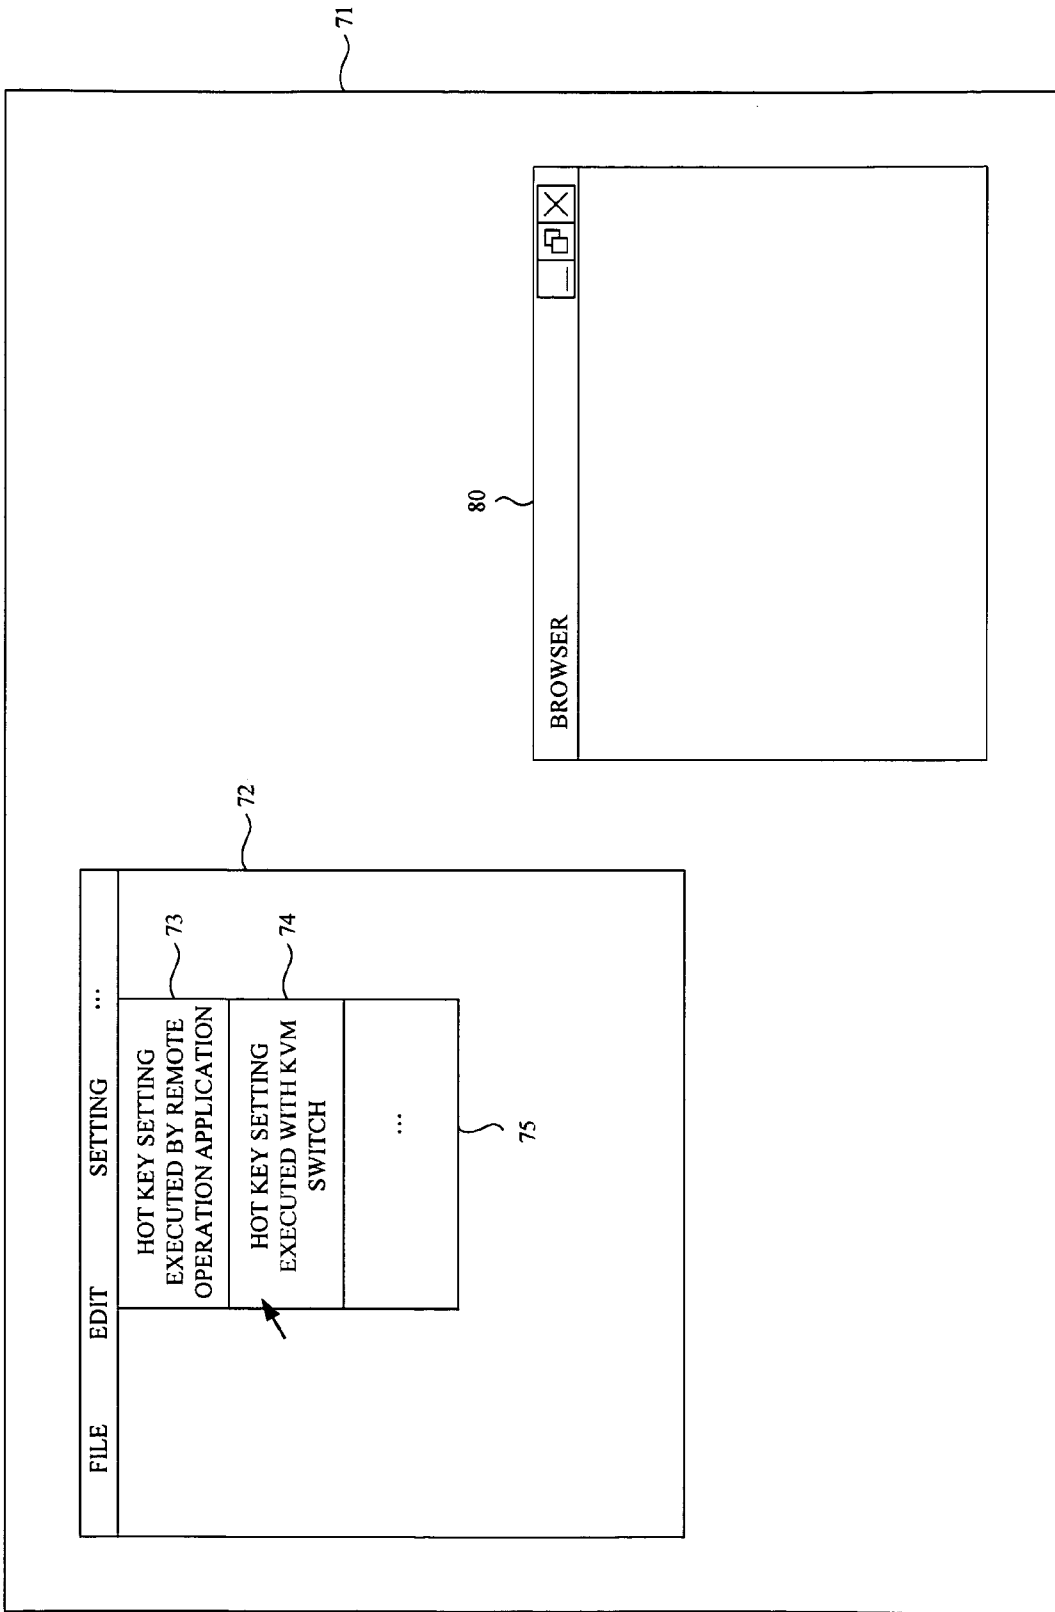 71
72
FILE EDIT SETTING ...
HOT KEY SETTING
EXECUTED BY REMOTE
OPERATION APPLICATION
73
HOT KEY SETTING
EXECUTED WITH KVM
SWITCH
74
...
75
80
BROWSER